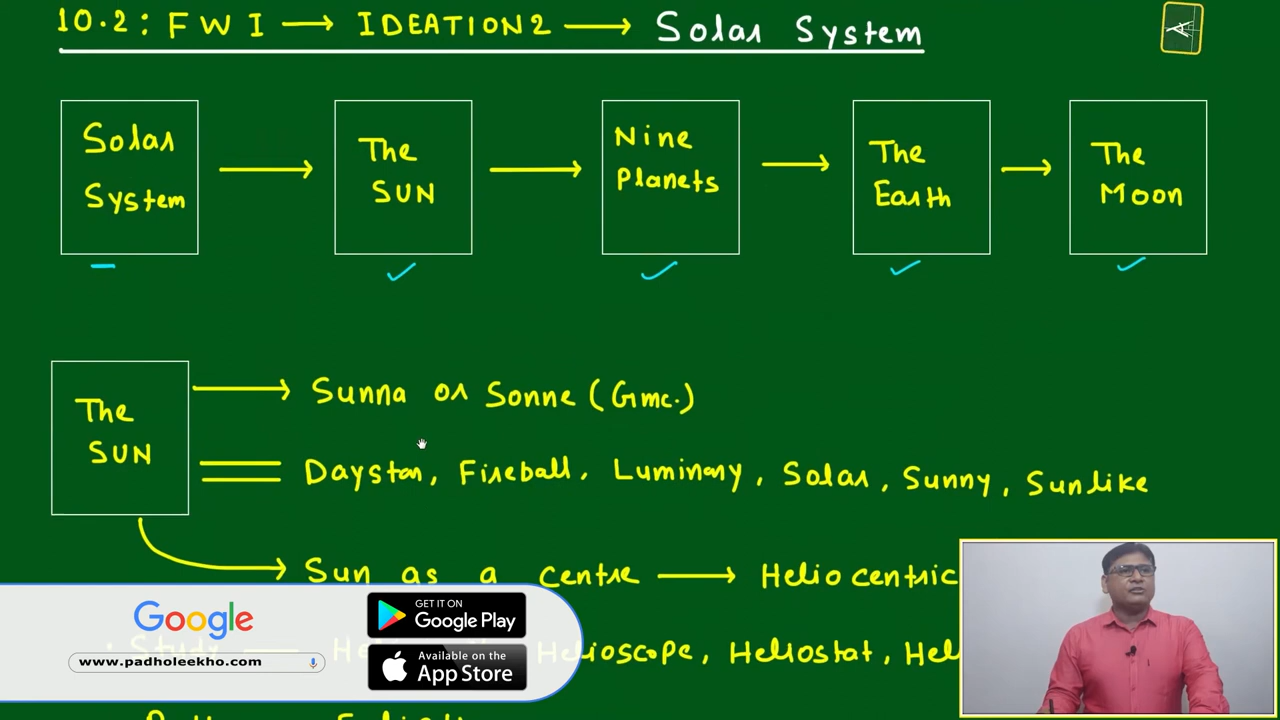 10.2: FWI → IDEATION2 → Solar System
Solar System → The SUN → Nine Planets → The Earth → The Moon
The SUN → Sunna or Sonne (Gmc.)
= Daystar, Fireball, Luminary, Solar, Sunny, Sunlike
Sun as a centre → Heliocentric
Study — Helioscope, Heliostat,
Google
www.padholeekho.com
GET IT ON
Google Play
Available on the
App Store